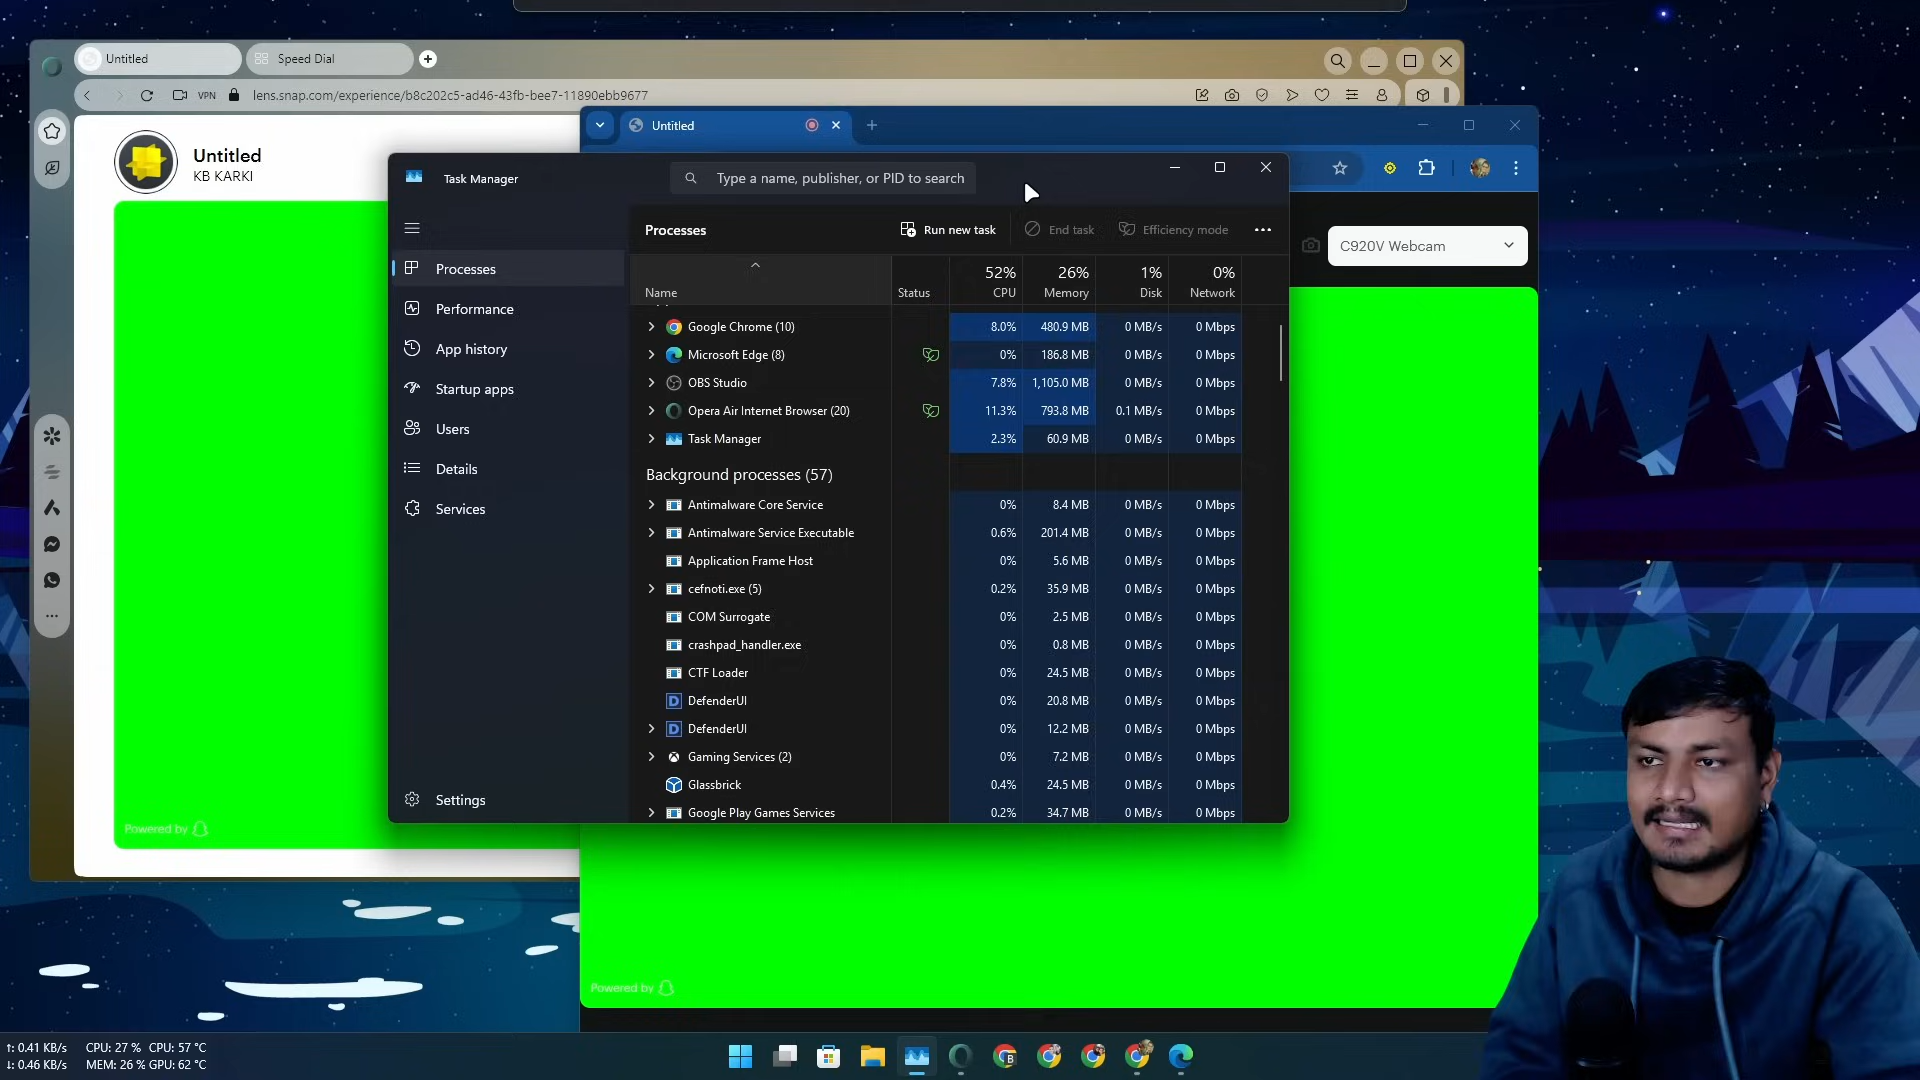 Untitled
Speed Dial
VPN
lens.snap.com/experience/b8c202c5-ad46-43fb-bee7-11890ebb9677
Untitled
KB KARKI
Powered by
Untitled
C920V Webcam
Powered by
Task Manager
Type a name, publisher, or PID to search
Processes
Performance
App history
Startup apps
Users
Details
Services
Settings
Processes
Run new task
End task
Efficiency mode
52% 26% 1% 0%
Name Status CPU Memory Disk Network
Google Chrome (10) 8.0% 480.9 MB 0 MB/s 0 Mbps
Microsoft Edge (8) 0% 186.8 MB 0 MB/s 0 Mbps
OBS Studio 7.8% 1,105.0 MB 0 MB/s 0 Mbps
Opera Air Internet Browser (20) 11.3% 793.8 MB 0.1 MB/s 0 Mbps
Task Manager 2.3% 60.9 MB 0 MB/s 0 Mbps
Background processes (57)
Antimalware Core Service 0% 8.4 MB 0 MB/s 0 Mbps
Antimalware Service Executable 0.6% 201.4 MB 0 MB/s 0 Mbps
Application Frame Host 0% 5.6 MB 0 MB/s 0 Mbps
cefnoti.exe (5) 0.2% 35.9 MB 0 MB/s 0 Mbps
COM Surrogate 0% 2.5 MB 0 MB/s 0 Mbps
crashpad_handler.exe 0% 0.8 MB 0 MB/s 0 Mbps
CTF Loader 0% 24.5 MB 0 MB/s 0 Mbps
DefenderUI 0% 20.8 MB 0 MB/s 0 Mbps
DefenderUI 0% 12.2 MB 0 MB/s 0 Mbps
Gaming Services (2) 0% 7.2 MB 0 MB/s 0 Mbps
Glassbrick 0.4% 24.5 MB 0 MB/s 0 Mbps
Google Play Games Services 0.2% 34.7 MB 0 MB/s 0 Mbps
↑: 0.41 KB/s CPU: 27 % CPU: 57 °C
↓: 0.46 KB/s MEM: 26 % GPU: 62 °C